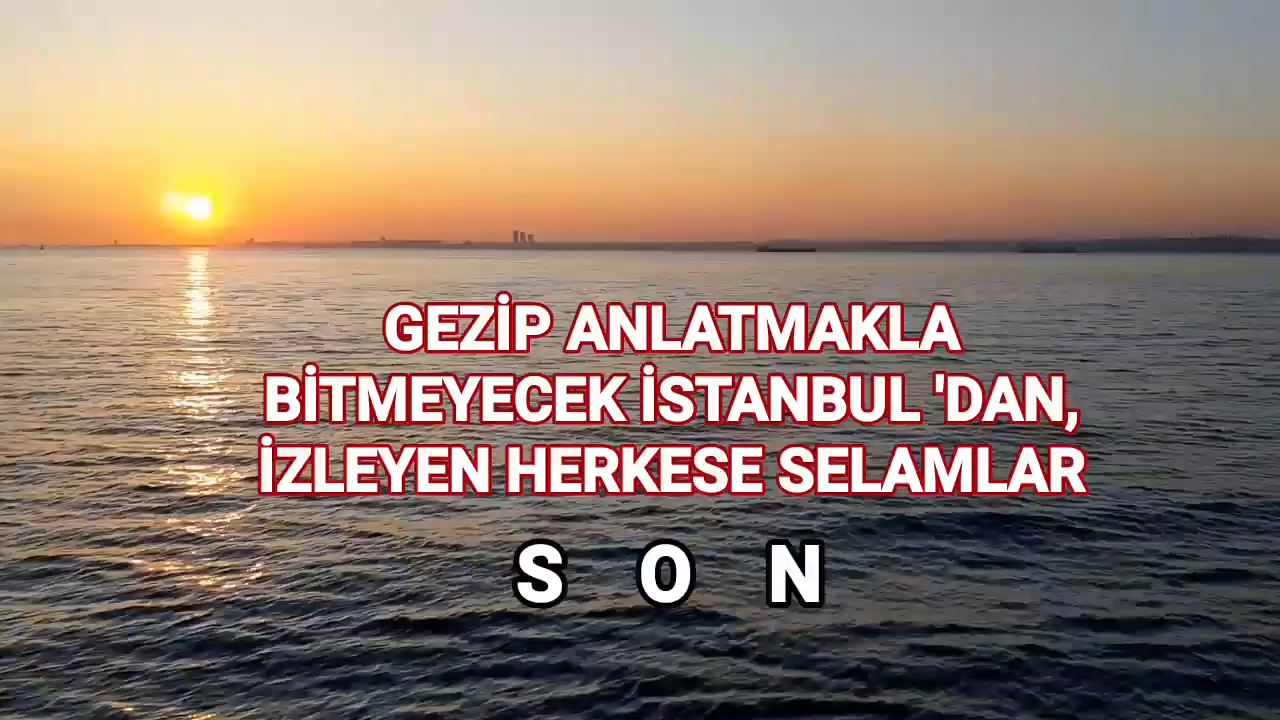 GEZİP ANLATMAKLA
BİTMEYECEK İSTANBUL 'DAN,
İZLEYEN HERKESE SELAMLAR
S O N